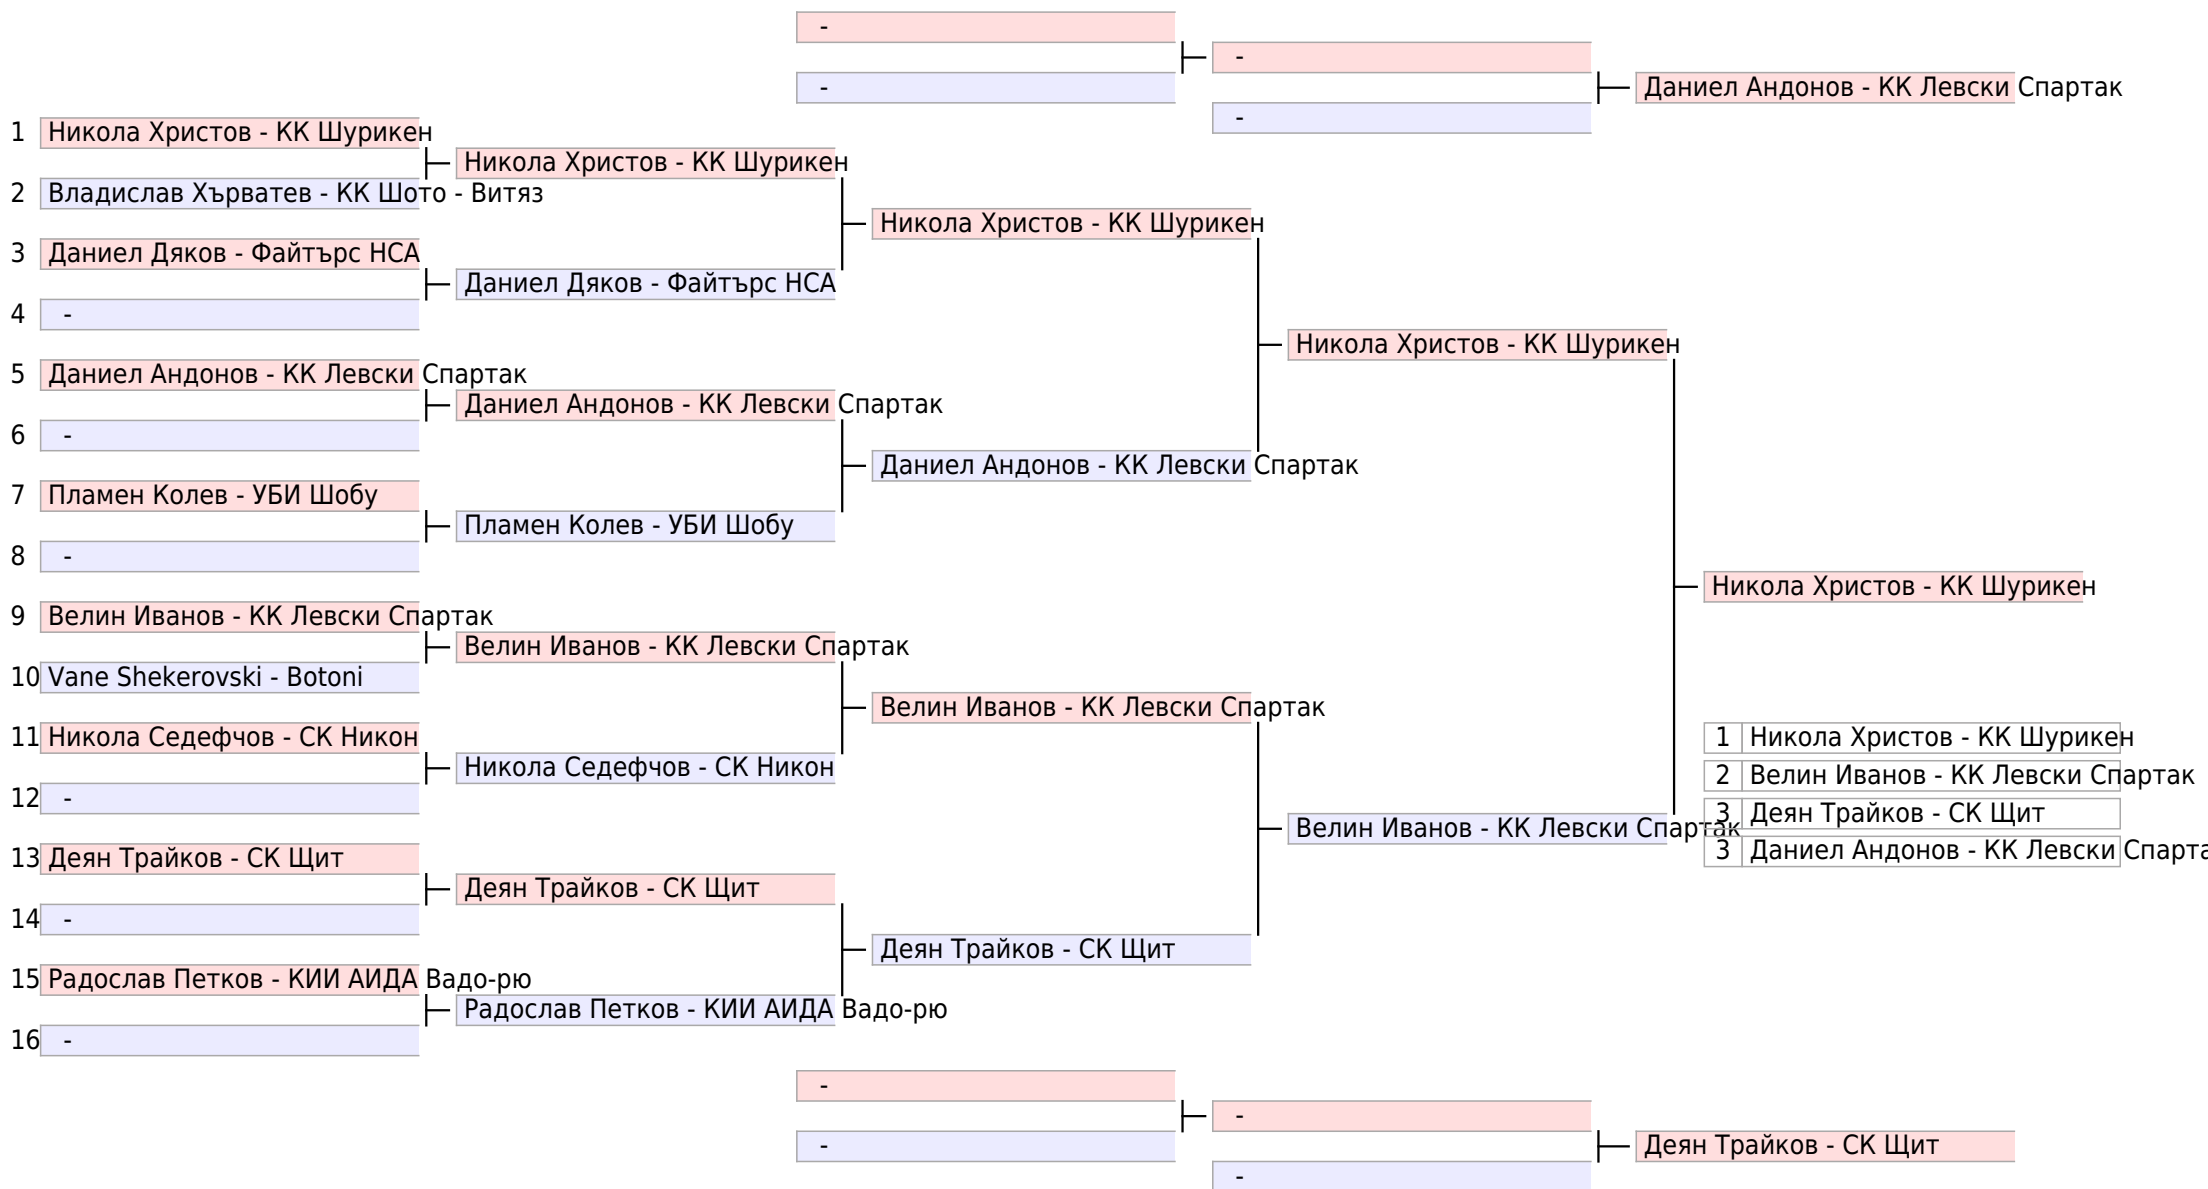 -
-
-
-
Даниел Андонов - КК Левски Спартак
1 Никола Христов - КК Шурикен
2 Владислав Хърватев - КК Шото - Витяз
3 Даниел Дяков - Файтърс НСА
4 -
5 Даниел Андонов - КК Левски Спартак
6 -
7 Пламен Колев - УБИ Шобу
8 -
9 Велин Иванов - КК Левски Спартак
10 Vane Shekerovski - Botoni
11 Никола Седефчов - СК Никон
12 -
13 Деян Трайков - СК Щит
14 -
15 Радослав Петков - КИИ АИДА Вадо-рю
16 -
Никола Христов - КК Шурикен
Даниел Дяков - Файтърс НСА
Даниел Андонов - КК Левски Спартак
Пламен Колев - УБИ Шобу
Велин Иванов - КК Левски Спартак
Никола Седефчов - СК Никон
Деян Трайков - СК Щит
Радослав Петков - КИИ АИДА Вадо-рю
Никола Христов - КК Шурикен
Даниел Андонов - КК Левски Спартак
Велин Иванов - КК Левски Спартак
Деян Трайков - СК Щит
Никола Христов - КК Шурикен
Велин Иванов - КК Левски Спартак
Никола Христов - КК Шурикен
1 Никола Христов - КК Шурикен
2 Велин Иванов - КК Левски Спартак
3 Деян Трайков - СК Щит
3 Даниел Андонов - КК Левски Спарта
-
-
-
-
Деян Трайков - СК Щит